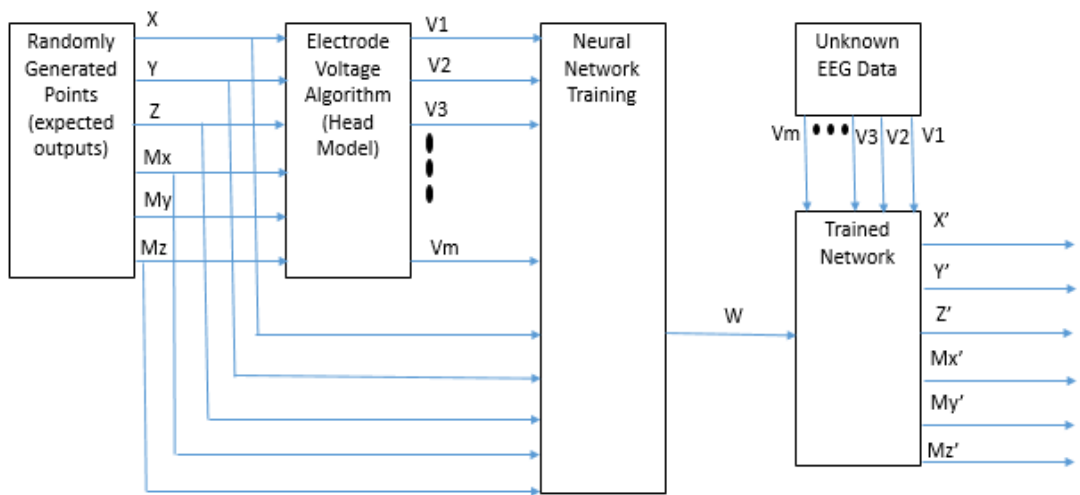 Randomly
Generated
Points
(expected
outputs)
X
Y
Z
Mx
My
Mz
Electrode
Voltage
Algorithm
(Head
Model)
V1
V2
V3
Vm
Neural
Network
Training
W
Unknown
EEG Data
Vm
V3
V2
V1
Trained
Network
X’
Y’
Z’
Mx’
My’
Mz’